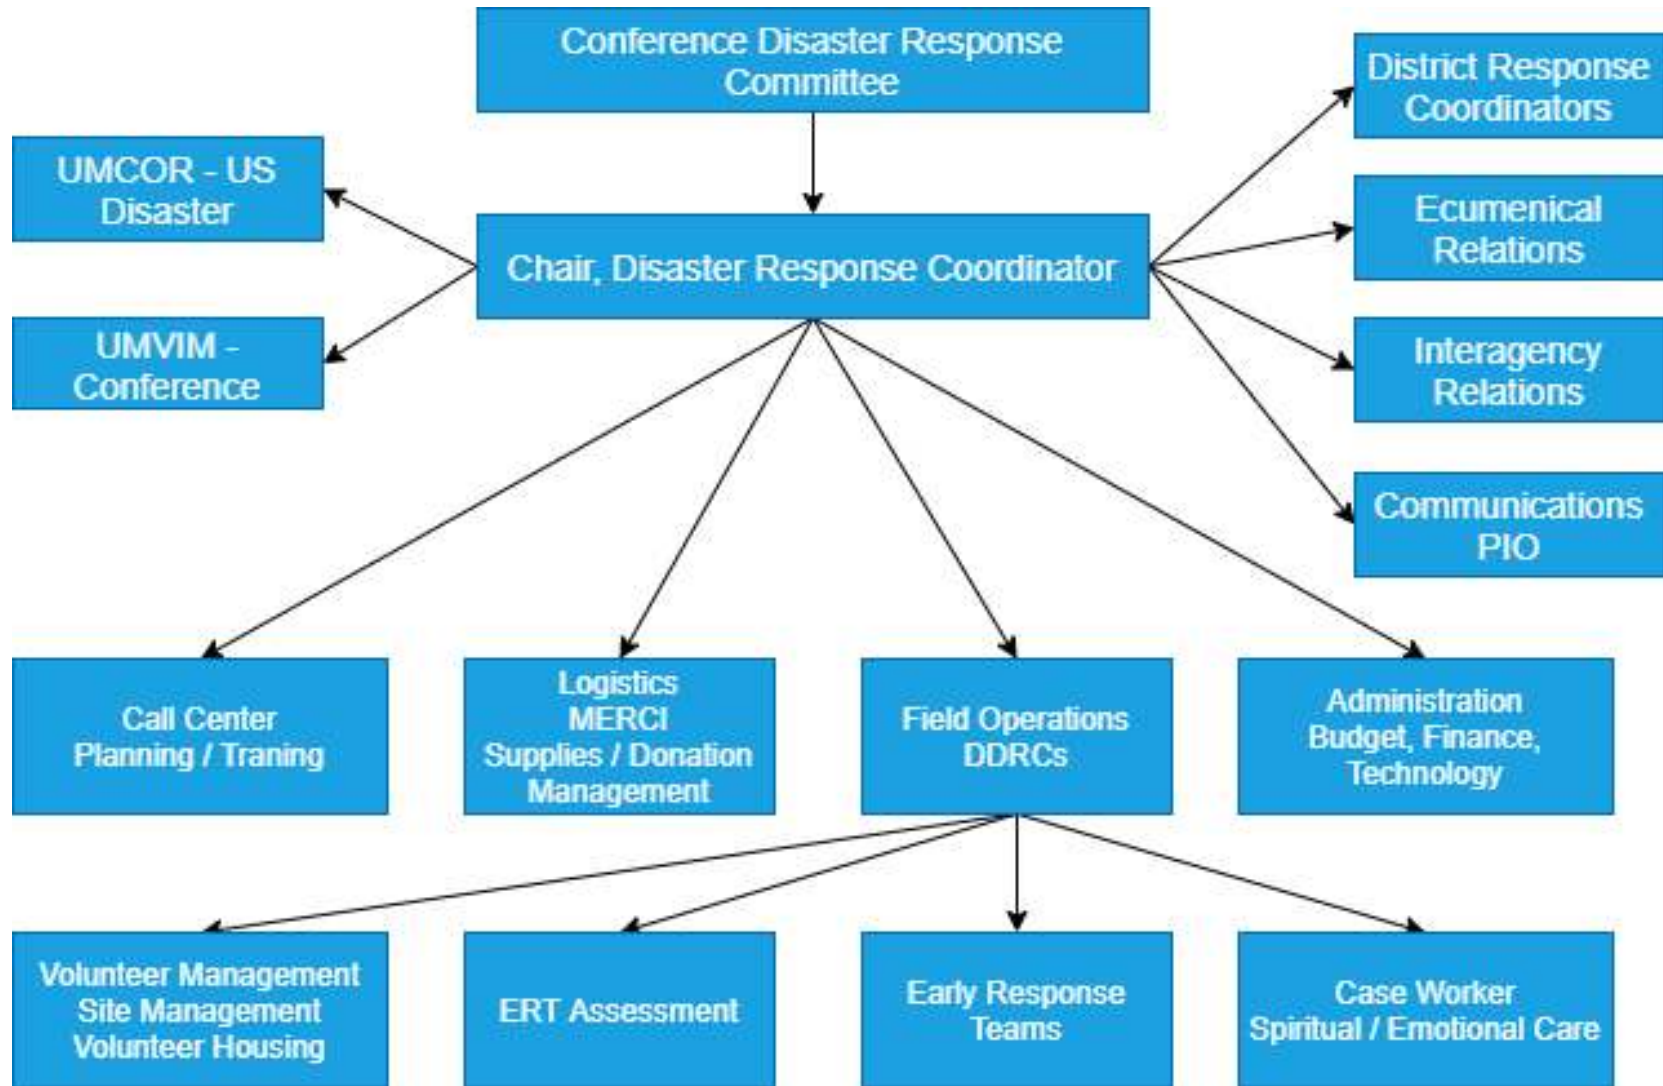 Conference Disaster Response
Committee
District Response
Coordinators
UMCOR - US
Disaster
Ecumenical
Relations
Chair, Disaster Response Coordinator
UMVIM -
Conference
Interagency
Relations
Communications
PIO
Call Center
Planning / Traning
Logistics
MERCI
Supplies / Donation
Management
Field Operations
DDRCs
Administration
Budget, Finance,
Technology
Volunteer Management
Site Management
Volunteer Housing
ERT Assessment
Early Response
Teams
Case Worker
Spiritual / Emotional Care